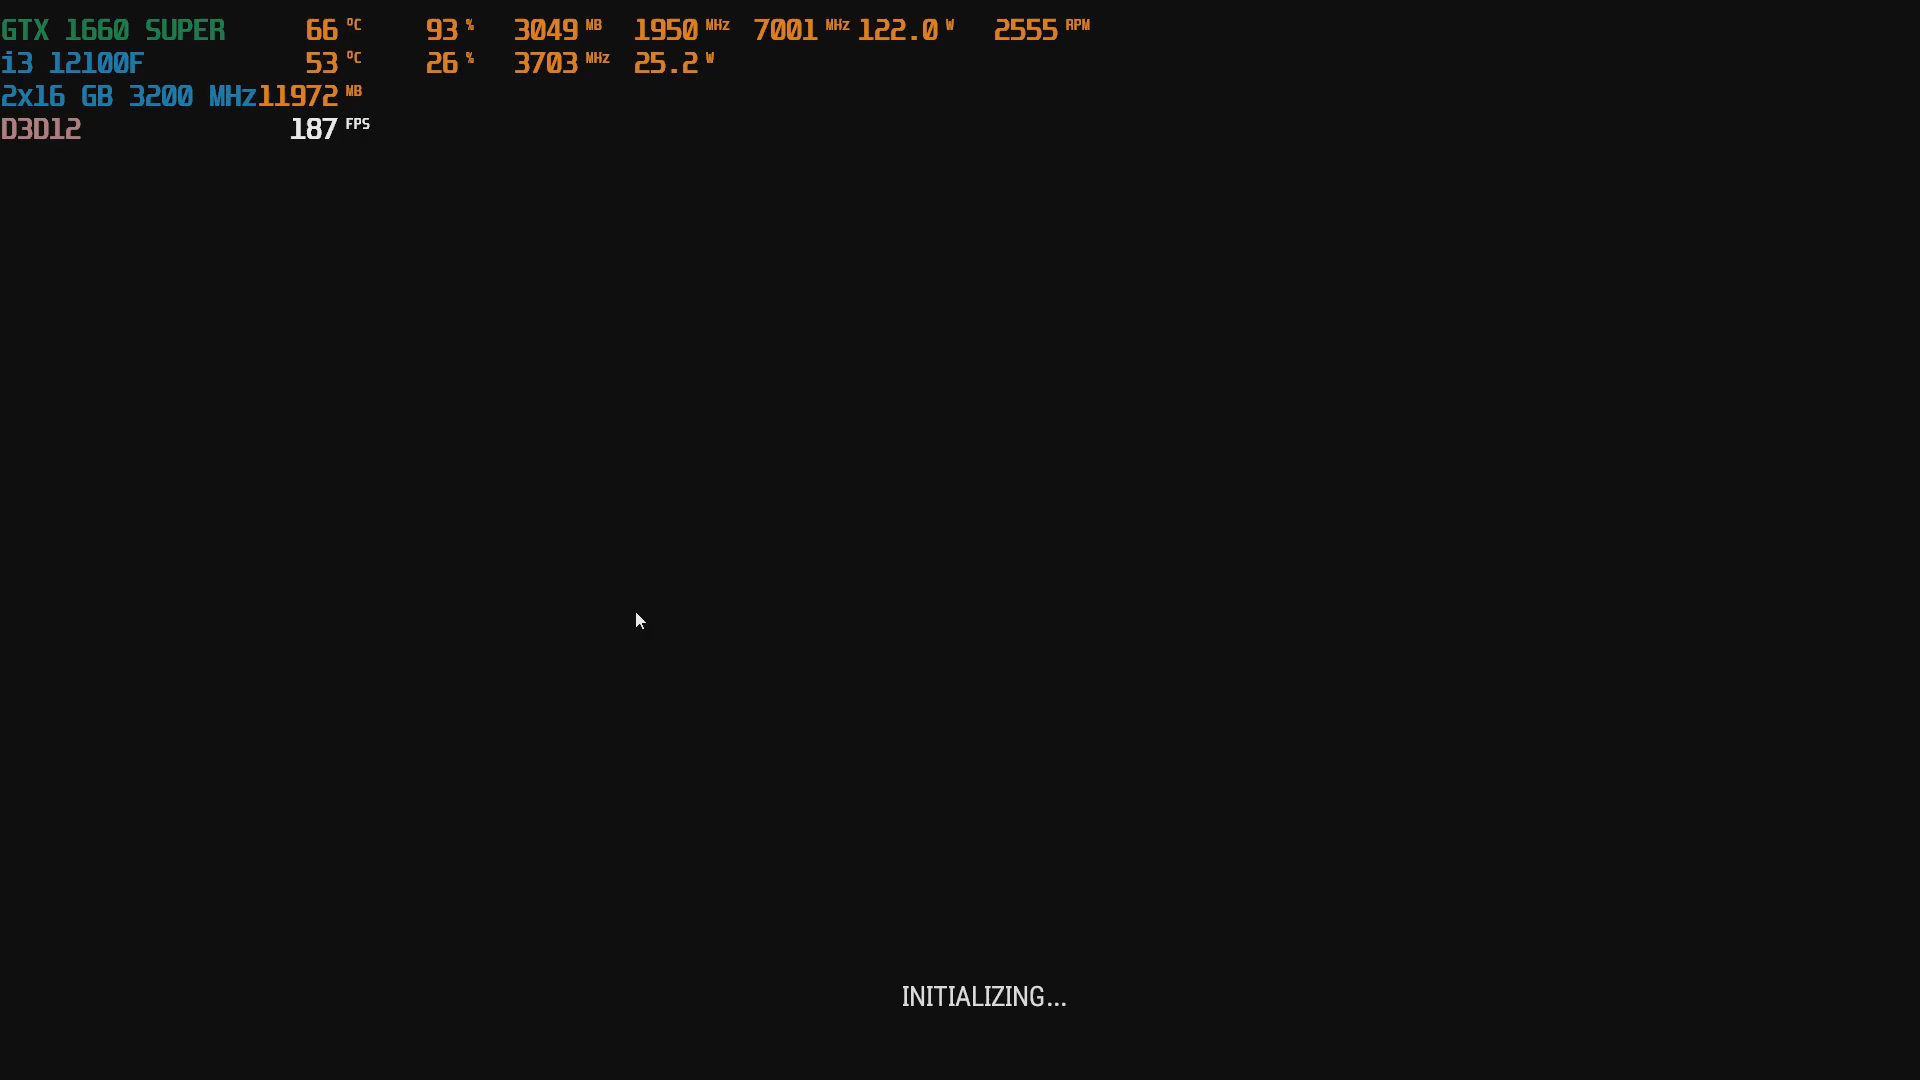 GTX 1660 SUPER 66 °C 93 % 3049 MB 1950 MHz 7001 MHz 122.0 W 2555 RPM
i3 12100F 53 °C 26 % 3703 MHz 25.2 W
2x16 GB 3200 MHz 11972 MB
D3D12 187 FPS
INITIALIZING...